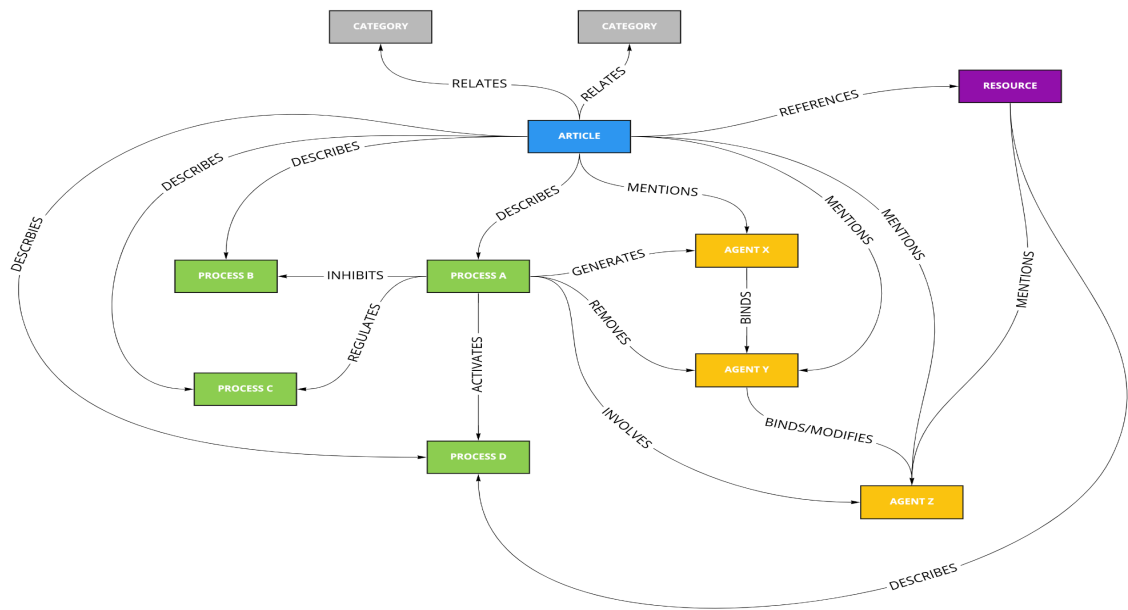 CATEGORY
CATEGORY
RELATES
RELATES
RESOURCE
REFERENCES
ARTICLE
DESCRIBES
DESCRIBES
MENTIONS
DESCRIBES
MENTIONS
MENTIONS
DESCRBIES
AGENT X
GENERATES
PROCESS B
INHIBITS
PROCESS A
MENTIONS
REMOVES
BINDS
REGULATES
ACTIVATES
AGENT Y
PROCESS C
INVOLVES
BINDS/MODIFIES
PROCESS D
AGENT Z
DESCRIBES